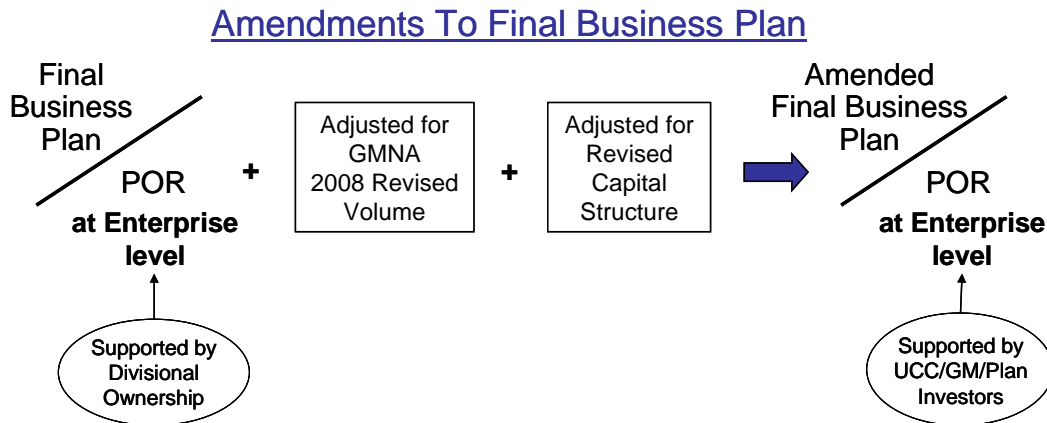 Amendments To Final Business Plan
Final
Business
Plan
POR
at Enterprise
level
Supported by
Divisional
Ownership
+
Adjusted for
GMNA
2008 Revised
Volume
+
Adjusted for
Revised
Capital
Structure
Amended
Final Business
Plan
POR
at Enterprise
level
Supported by
UCC/GM/Plan
Investors